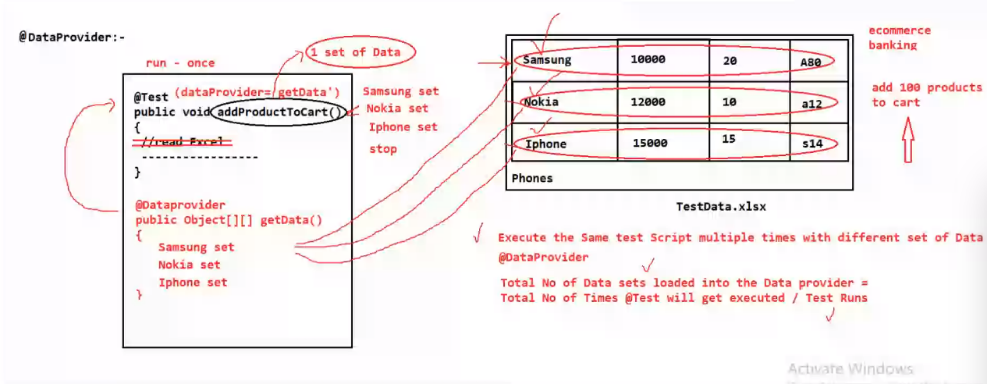 @DataProvider:-
1 set of Data
run - once
@Test (dataProvider='getData')
public void addProductToCart()
{
//read Excel
------------------
}
Samsung set
Nokia set
Iphone set
stop
@Dataprovider
public Object[][] getData()
{
Samsung set
Nokia set
Iphone set
}
Samsung 10000 20 A80
Nokia 12000 10 a12
Iphone 15000 15 s14
Phones
TestData.xlsx
ecommerce
banking
add 100 products
to cart
Execute the Same test Script multiple times with different set of Data
@DataProvider
Total No of Data sets loaded into the Data provider =
Total No of Times @Test will get executed / Test Runs
Activate Windows